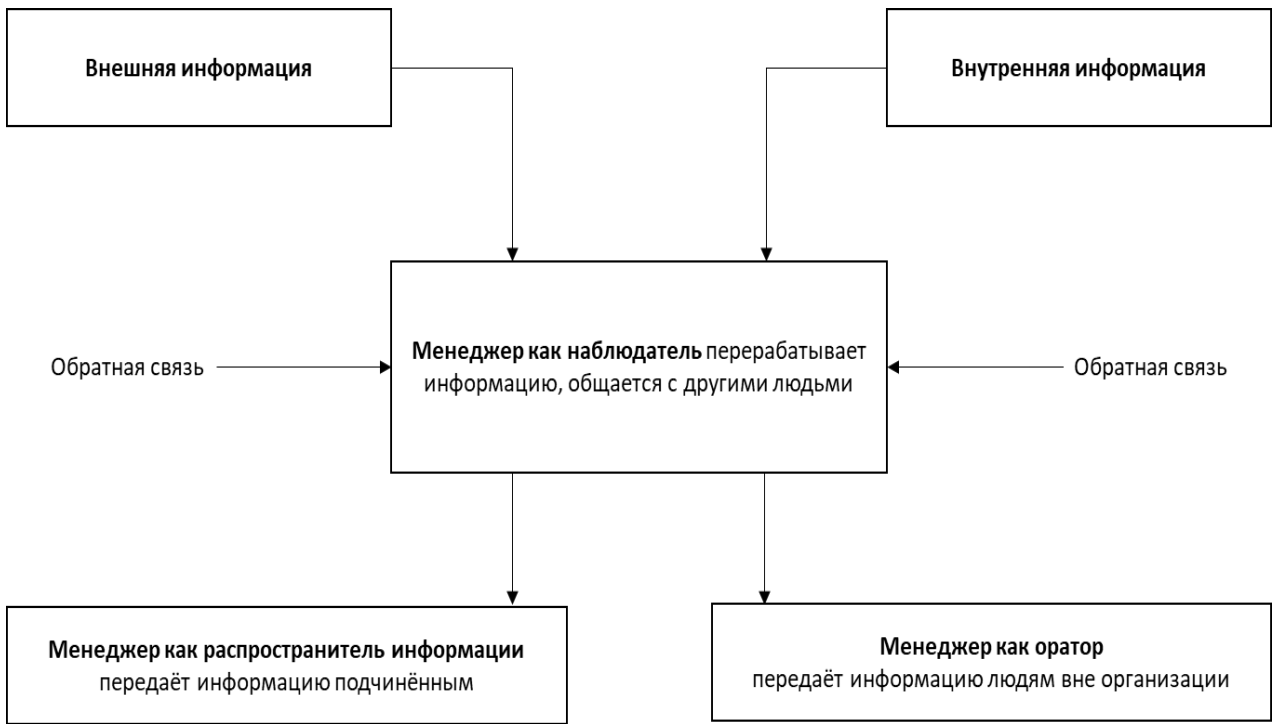 Внешняя информация
Внутренняя информация
Менеджер как наблюдатель перерабатывает
информацию, общается с другими людьми
Обратная связь
Обратная связь
Менеджер как распространитель информации
передаёт информацию подчинённым
Менеджер как оратор
передаёт информацию людям вне организации